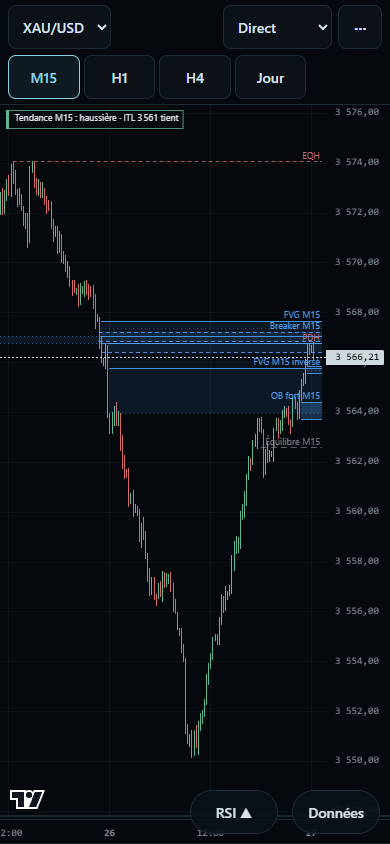 XAU/USD
Direct
...
M15
H1
H4
Jour
Tendance M15 : haussière - ITL 3 561 tient
3 576,00
EQH
3 574,00
3 572,00
3 570,00
FVG M15
3 568,00
Breaker M15
PDH
3 566,21
FVG M15 inverse
OB fort M15
3 564,00
Équilibre M15
3 562,00
3 560,00
3 558,00
3 556,00
3 554,00
3 552,00
3 550,00
RSI ▲
Données
2:00
26
12:00
27